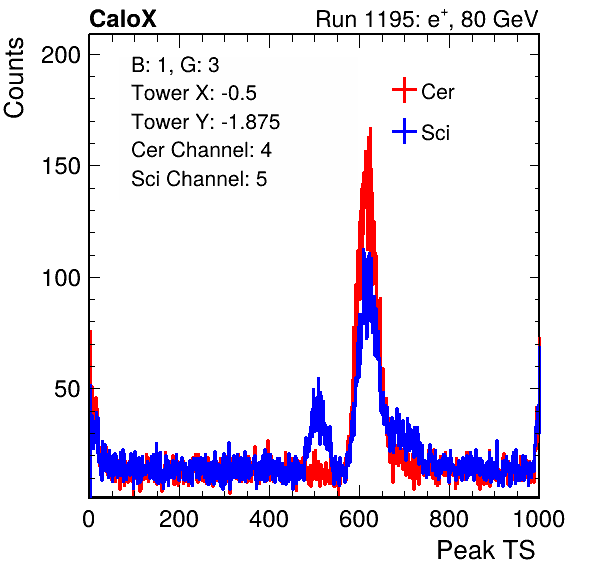 CaloX Run 1195: e⁺, 80 GeV
Counts
B: 1, G: 3
Tower X: -0.5
Tower Y: -1.875
Cer Channel: 4
Sci Channel: 5
Cer
Sci
200
150
100
50
0 200 400 600 800 1000
Peak TS